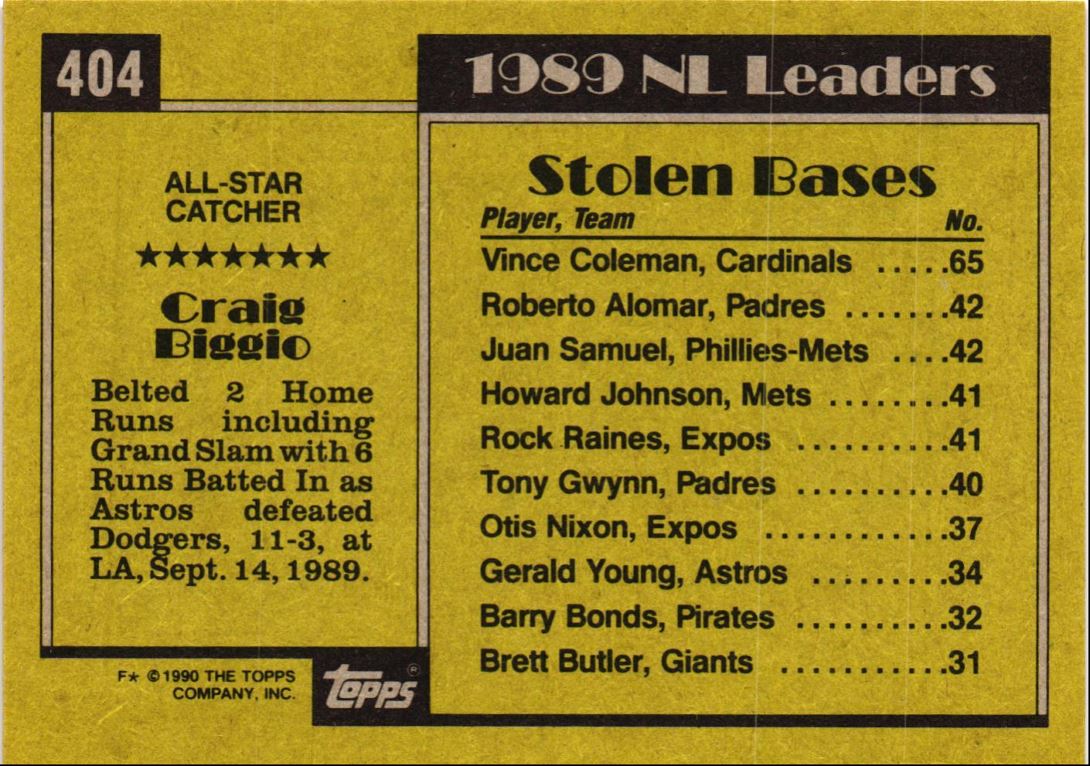 404
ALL-STAR
CATCHER
★★★★★★★
Craig
Biggio
Belted 2 Home
Runs including
Grand Slam with 6
Runs Batted In as
Astros defeated
Dodgers, 11-3, at
LA, Sept. 14, 1989.
F★ ©1990 THE TOPPS
COMPANY, INC.
topps®
1989 NL Leaders
Stolen Bases
Player, Team No.
Vince Coleman, Cardinals .....65
Roberto Alomar, Padres .......42
Juan Samuel, Phillies-Mets ....42
Howard Johnson, Mets ........41
Rock Raines, Expos ..........41
Tony Gwynn, Padres ..........40
Otis Nixon, Expos ............37
Gerald Young, Astros .........34
Barry Bonds, Pirates ..........32
Brett Butler, Giants ...........31